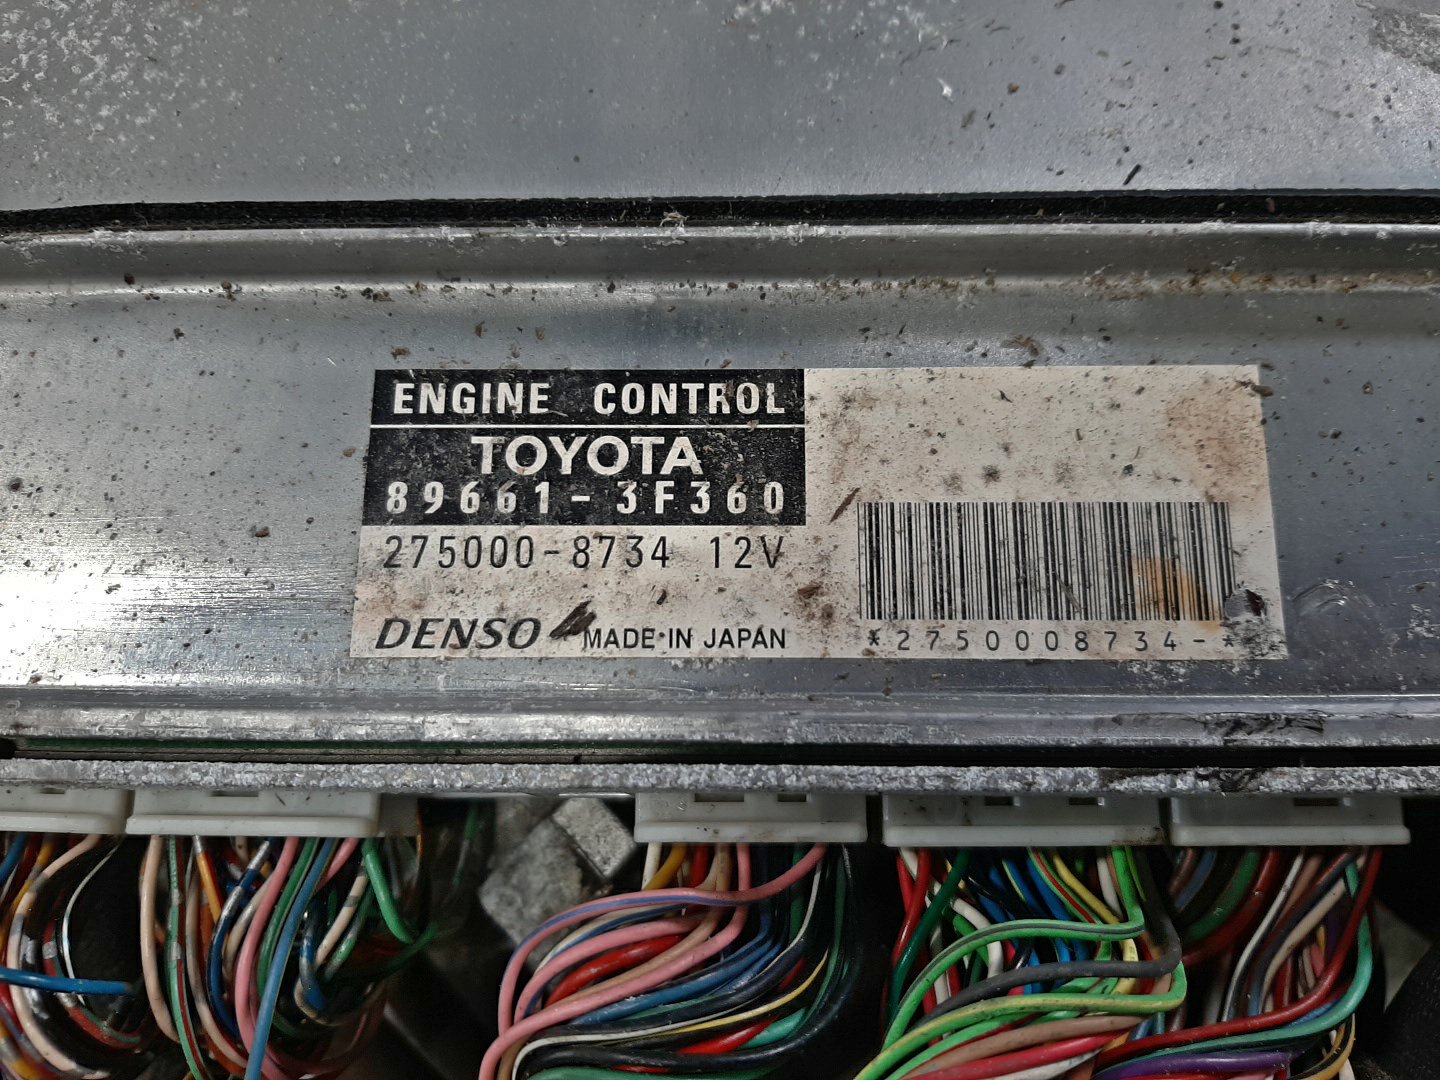 ENGINE CONTROL
TOYOTA
89661-3F360
275000-8734 12V
DENSO MADE IN JAPAN
*2750008734-*